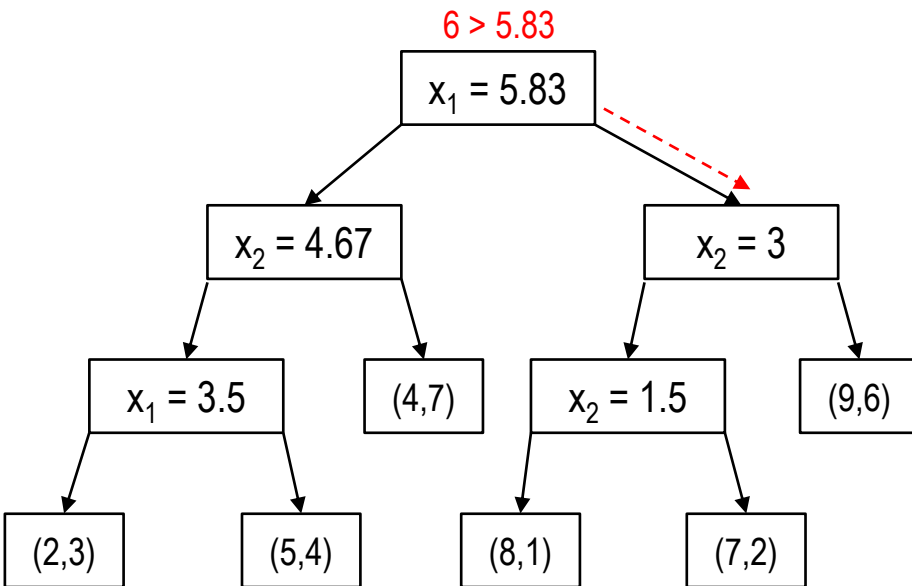 6 > 5.83
x₁ = 5.83
x₂ = 4.67
x₂ = 3
x₁ = 3.5
(4,7)
x₂ = 1.5
(9,6)
(2,3)
(5,4)
(8,1)
(7,2)